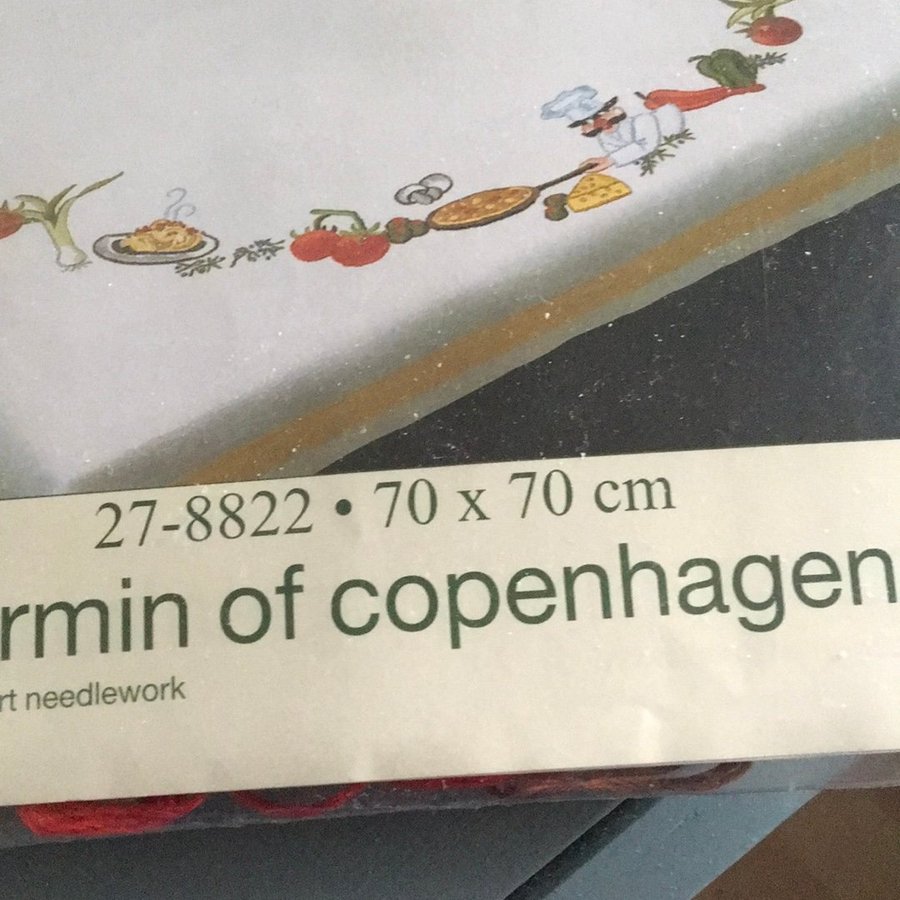 27-8822 • 70 x 70 cm
rmin of copenhagen
rt needlework